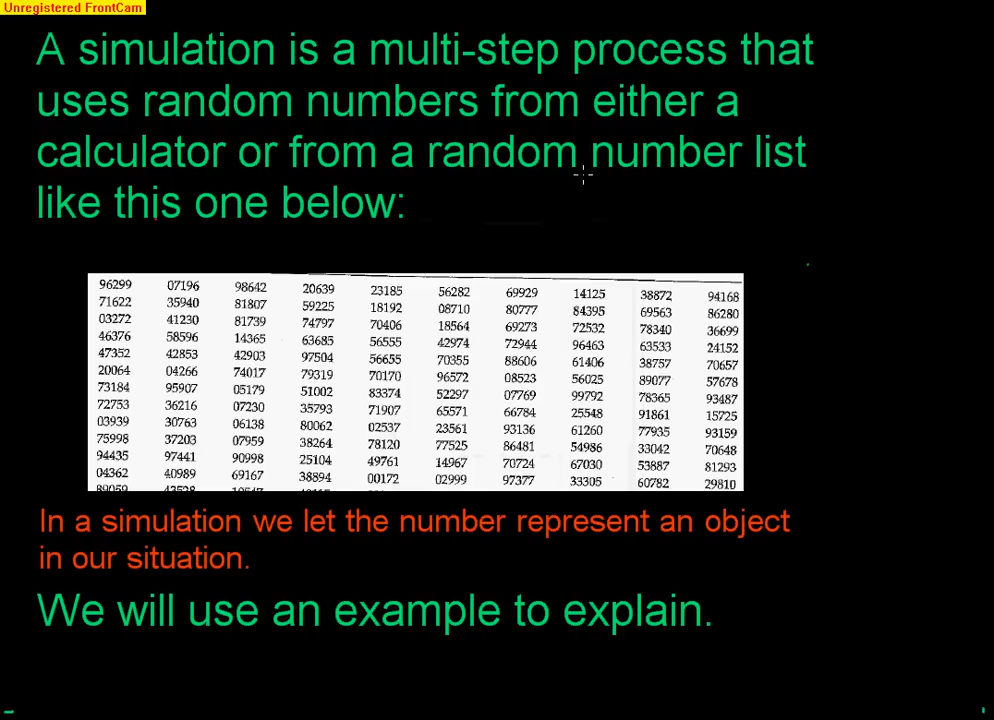 Unregistered FrontCam
A simulation is a multi-step process that
uses random numbers from either a
calculator or from a random number list
like this one below:
96299 07196 98642 20639 23185 56282 69929 14125 38872 94168
71622 35940 81807 59225 18192 08710 80777 84395 69563 86280
03272 41230 81739 74797 70406 18564 69273 72532 78340 36699
46376 58596 14365 63685 56555 42974 72944 96463 63533 24152
47352 42853 42903 97504 56655 70355 88606 61406 38757 70657
20064 04266 74017 79319 70170 96572 08523 56025 89077 57678
73184 95907 05179 51002 83374 52297 07769 99792 78365 93487
72753 36216 07230 35793 71907 65571 66784 25548 91861 15725
03939 30763 06138 80062 02537 23561 93136 61260 77935 93159
75998 37203 07959 38264 78120 77525 86481 54986 33042 70648
94435 97441 90998 25104 49761 14967 70724 67030 53887 81293
04362 40989 69167 38894 00172 02999 97377 33305 60782 29810
In a simulation we let the number represent an object
in our situation.
We will use an example to explain.